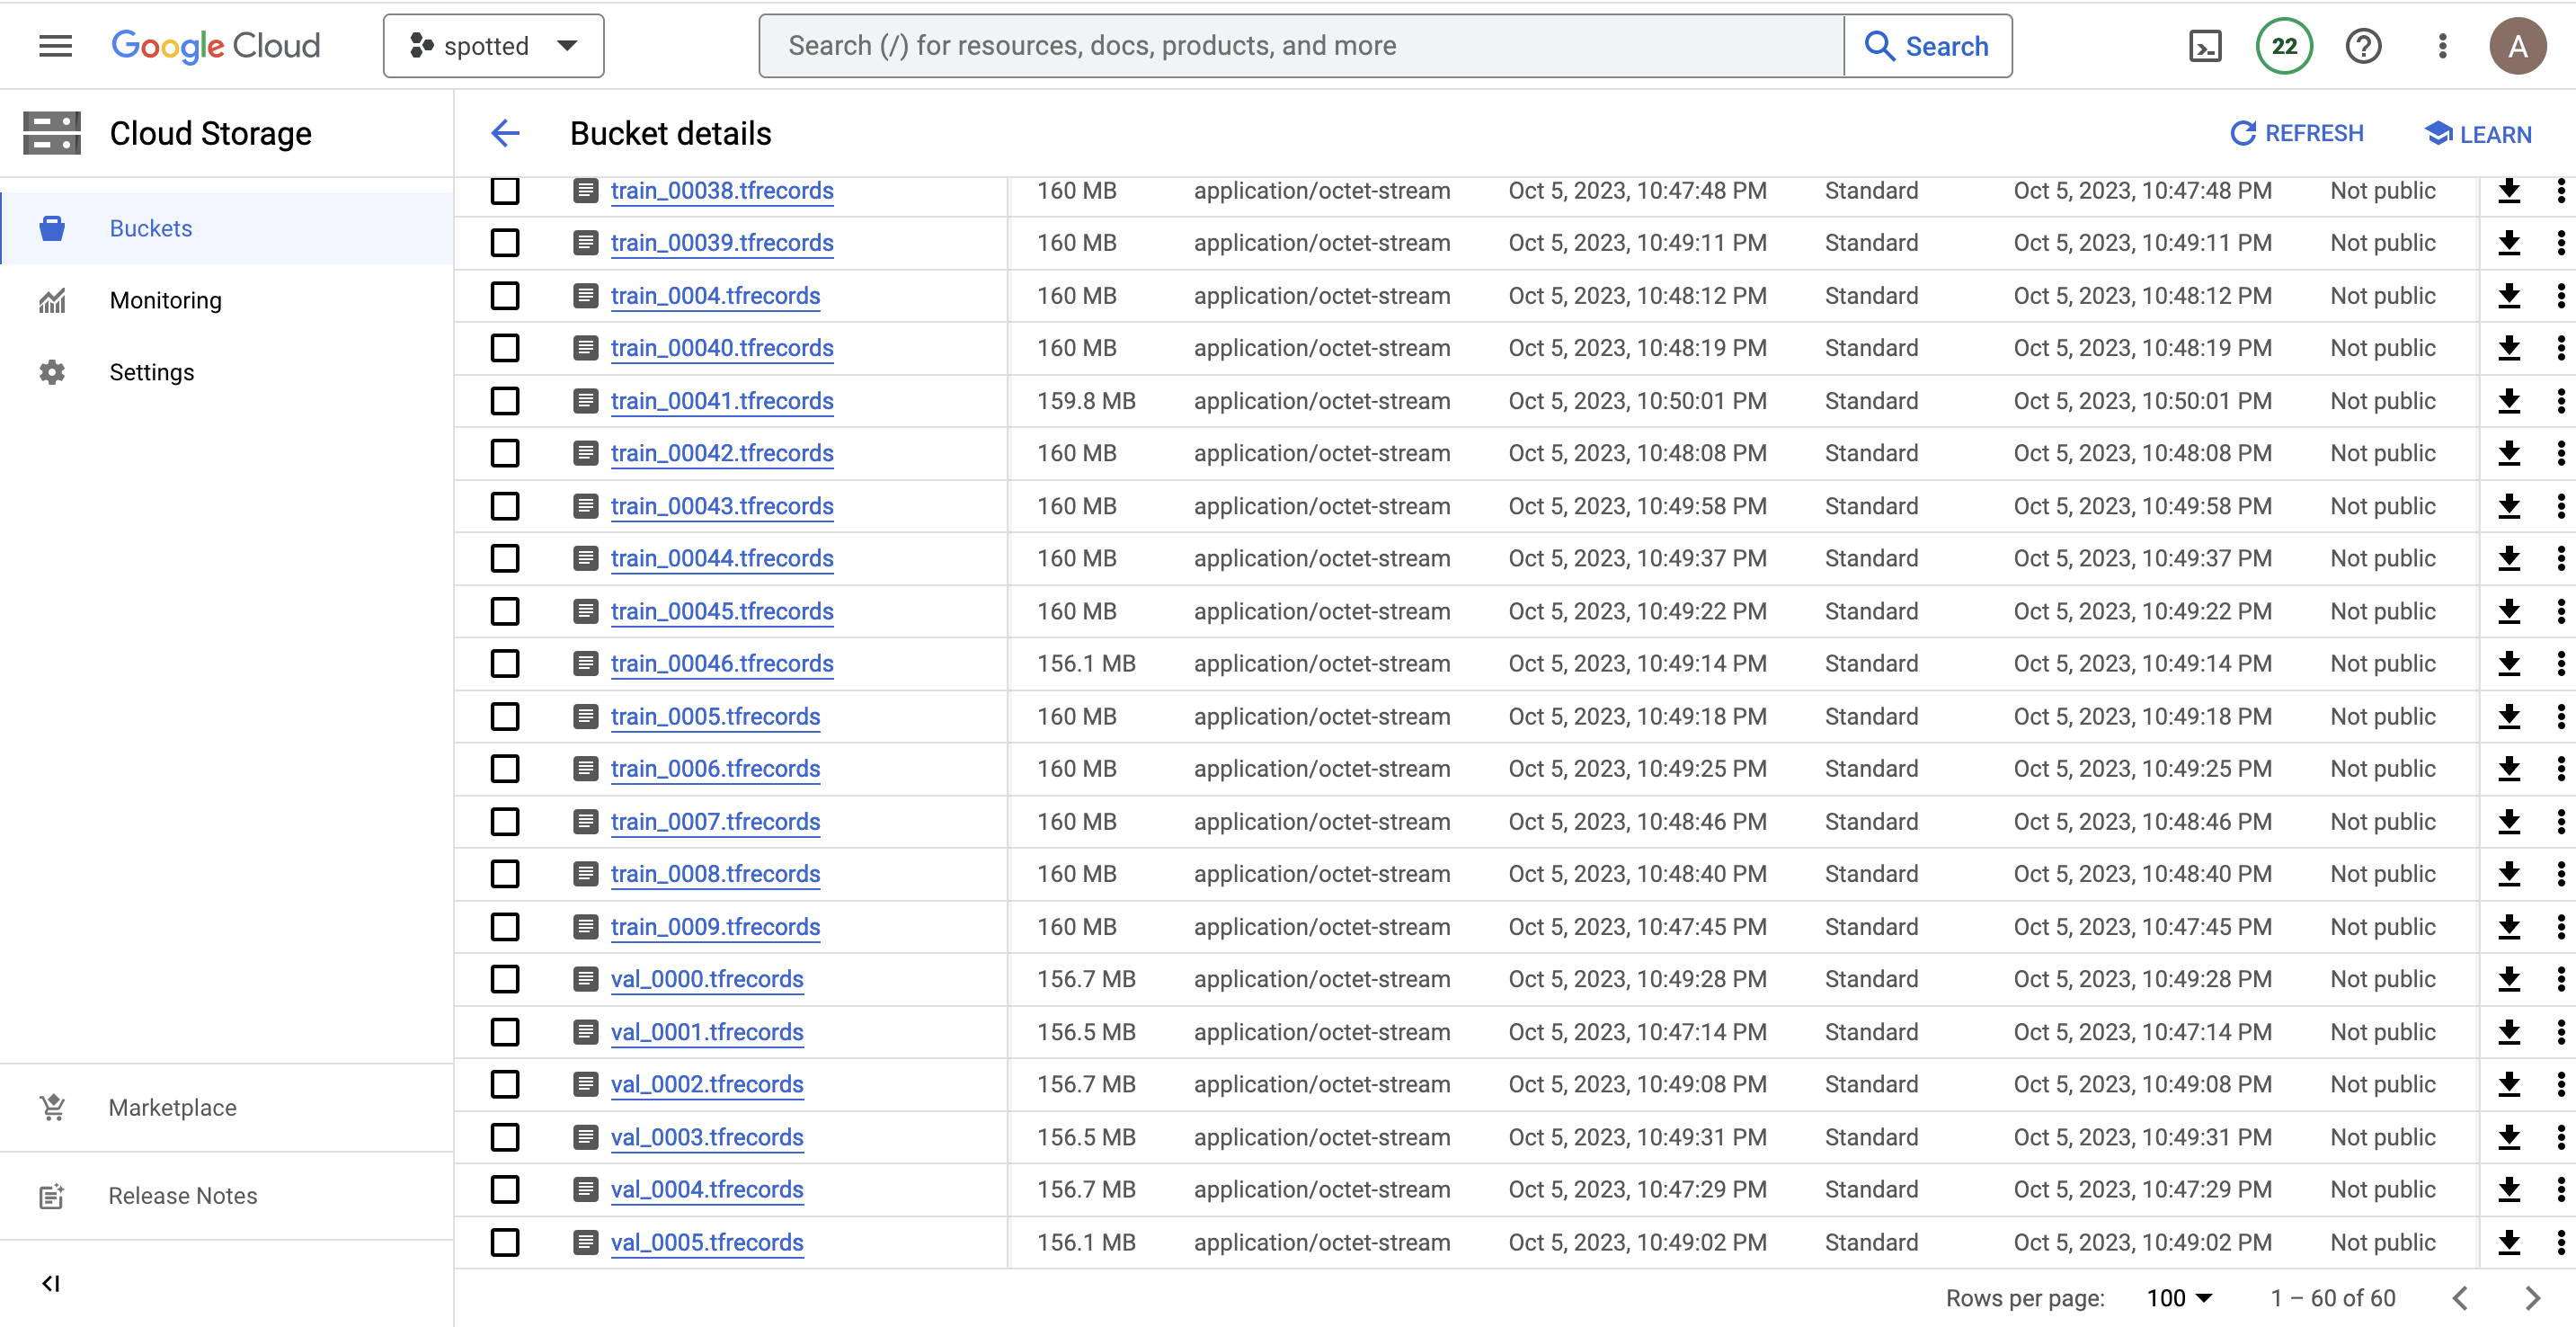 Google Cloud spotted Search (/) for resources, docs, products, and more Search 22 A
Cloud Storage Bucket details REFRESH LEARN
Buckets
Monitoring
Settings
Marketplace
Release Notes
train_00038.tfrecords 160 MB application/octet-stream Oct 5, 2023, 10:47:48 PM Standard Oct 5, 2023, 10:47:48 PM Not public
train_00039.tfrecords 160 MB application/octet-stream Oct 5, 2023, 10:49:11 PM Standard Oct 5, 2023, 10:49:11 PM Not public
train_0004.tfrecords 160 MB application/octet-stream Oct 5, 2023, 10:48:12 PM Standard Oct 5, 2023, 10:48:12 PM Not public
train_00040.tfrecords 160 MB application/octet-stream Oct 5, 2023, 10:48:19 PM Standard Oct 5, 2023, 10:48:19 PM Not public
train_00041.tfrecords 159.8 MB application/octet-stream Oct 5, 2023, 10:50:01 PM Standard Oct 5, 2023, 10:50:01 PM Not public
train_00042.tfrecords 160 MB application/octet-stream Oct 5, 2023, 10:48:08 PM Standard Oct 5, 2023, 10:48:08 PM Not public
train_00043.tfrecords 160 MB application/octet-stream Oct 5, 2023, 10:49:58 PM Standard Oct 5, 2023, 10:49:58 PM Not public
train_00044.tfrecords 160 MB application/octet-stream Oct 5, 2023, 10:49:37 PM Standard Oct 5, 2023, 10:49:37 PM Not public
train_00045.tfrecords 160 MB application/octet-stream Oct 5, 2023, 10:49:22 PM Standard Oct 5, 2023, 10:49:22 PM Not public
train_00046.tfrecords 156.1 MB application/octet-stream Oct 5, 2023, 10:49:14 PM Standard Oct 5, 2023, 10:49:14 PM Not public
train_0005.tfrecords 160 MB application/octet-stream Oct 5, 2023, 10:49:18 PM Standard Oct 5, 2023, 10:49:18 PM Not public
train_0006.tfrecords 160 MB application/octet-stream Oct 5, 2023, 10:49:25 PM Standard Oct 5, 2023, 10:49:25 PM Not public
train_0007.tfrecords 160 MB application/octet-stream Oct 5, 2023, 10:48:46 PM Standard Oct 5, 2023, 10:48:46 PM Not public
train_0008.tfrecords 160 MB application/octet-stream Oct 5, 2023, 10:48:40 PM Standard Oct 5, 2023, 10:48:40 PM Not public
train_0009.tfrecords 160 MB application/octet-stream Oct 5, 2023, 10:47:45 PM Standard Oct 5, 2023, 10:47:45 PM Not public
val_0000.tfrecords 156.7 MB application/octet-stream Oct 5, 2023, 10:49:28 PM Standard Oct 5, 2023, 10:49:28 PM Not public
val_0001.tfrecords 156.5 MB application/octet-stream Oct 5, 2023, 10:47:14 PM Standard Oct 5, 2023, 10:47:14 PM Not public
val_0002.tfrecords 156.7 MB application/octet-stream Oct 5, 2023, 10:49:08 PM Standard Oct 5, 2023, 10:49:08 PM Not public
val_0003.tfrecords 156.5 MB application/octet-stream Oct 5, 2023, 10:49:31 PM Standard Oct 5, 2023, 10:49:31 PM Not public
val_0004.tfrecords 156.7 MB application/octet-stream Oct 5, 2023, 10:47:29 PM Standard Oct 5, 2023, 10:47:29 PM Not public
val_0005.tfrecords 156.1 MB application/octet-stream Oct 5, 2023, 10:49:02 PM Standard Oct 5, 2023, 10:49:02 PM Not public
Rows per page: 100 1 – 60 of 60